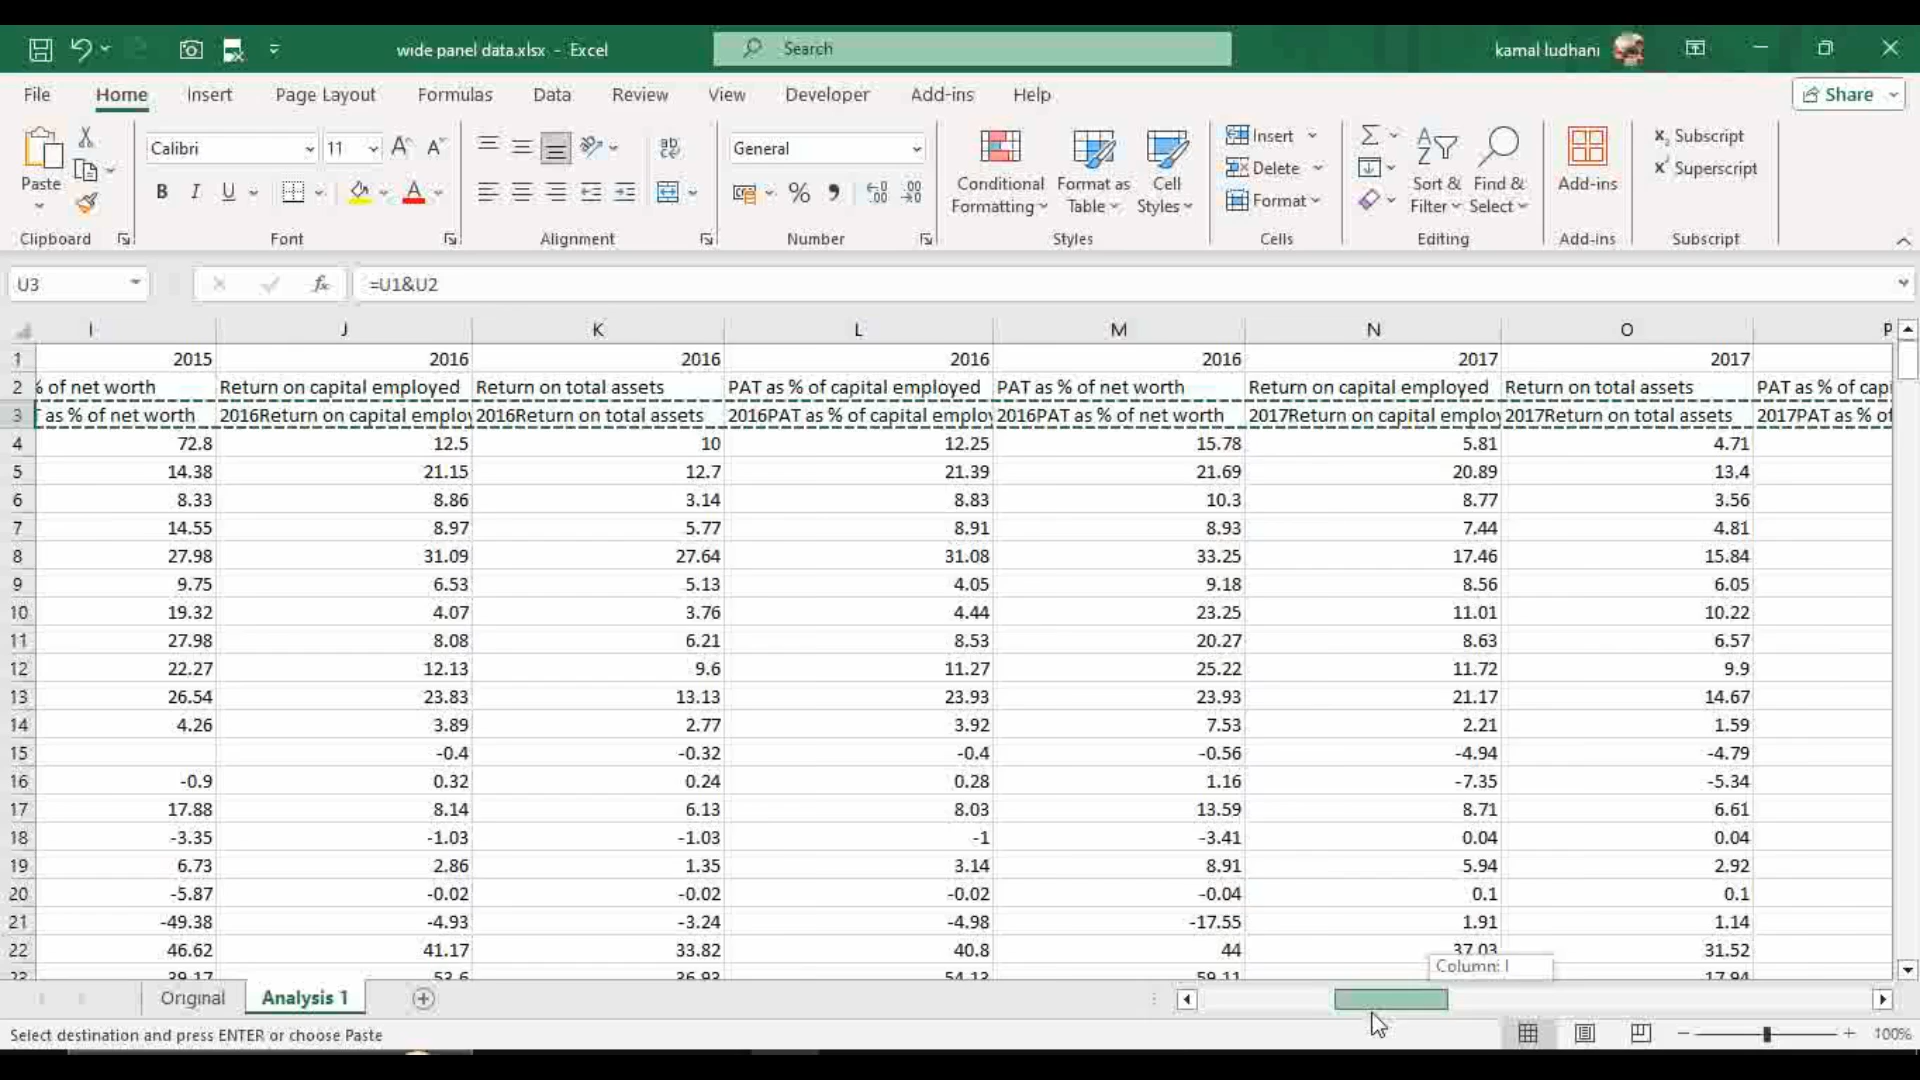 wide panel data.xlsx - Excel
Search
kamal ludhani
File Home Insert Page Layout Formulas Data Review View Developer Add-ins Help
Share
Paste
Clipboard
Calibri 11
B I U
Font
ab
Alignment
General
%
Number
Conditional Formatting
Format as Table
Cell Styles
Styles
Insert
Delete
Format
Cells
Sort & Filter
Find & Select
Editing
Add-ins
Add-ins
X₂ Subscript
X² Superscript
Subscript
U3 fx =U1&U2
I J K L M N O P
1 2015 2016 2016 2016 2016 2017 2017
2 % of net worth Return on capital employed Return on total assets PAT as % of capital employed PAT as % of net worth Return on capital employed Return on total assets PAT as % of capi
3 as % of net worth 2016Return on capital employ 2016Return on total assets 2016PAT as % of capital employ 2016PAT as % of net worth 2017Return on capital employ 2017Return on total assets 2017PAT as % of
4 72.8 12.5 10 12.25 15.78 5.81 4.71
5 14.38 21.15 12.7 21.39 21.69 20.89 13.4
6 8.33 8.86 3.14 8.83 10.3 8.77 3.56
7 14.55 8.97 5.77 8.91 8.93 7.44 4.81
8 27.98 31.09 27.64 31.08 33.25 17.46 15.84
9 9.75 6.53 5.13 4.05 9.18 8.56 6.05
10 19.32 4.07 3.76 4.44 23.25 11.01 10.22
11 27.98 8.08 6.21 8.53 20.27 8.63 6.57
12 22.27 12.13 9.6 11.27 25.22 11.72 9.9
13 26.54 23.83 13.13 23.93 23.93 21.17 14.67
14 4.26 3.89 2.77 3.92 7.53 2.21 1.59
15 -0.4 -0.32 -0.4 -0.56 -4.94 -4.79
16 -0.9 0.32 0.24 0.28 1.16 -7.35 -5.34
17 17.88 8.14 6.13 8.03 13.59 8.71 6.61
18 -3.35 -1.03 -1.03 -1 -3.41 0.04 0.04
19 6.73 2.86 1.35 3.14 8.91 5.94 2.92
20 -5.87 -0.02 -0.02 -0.02 -0.04 0.1 0.1
21 -49.38 -4.93 -3.24 -4.98 -17.55 1.91 1.14
22 46.62 41.17 33.82 40.8 44 37.03 31.52
23 39.17 53.6 36.93 54.13 59.11 17.94
Column: I
Original Analysis 1
Select destination and press ENTER or choose Paste
100%